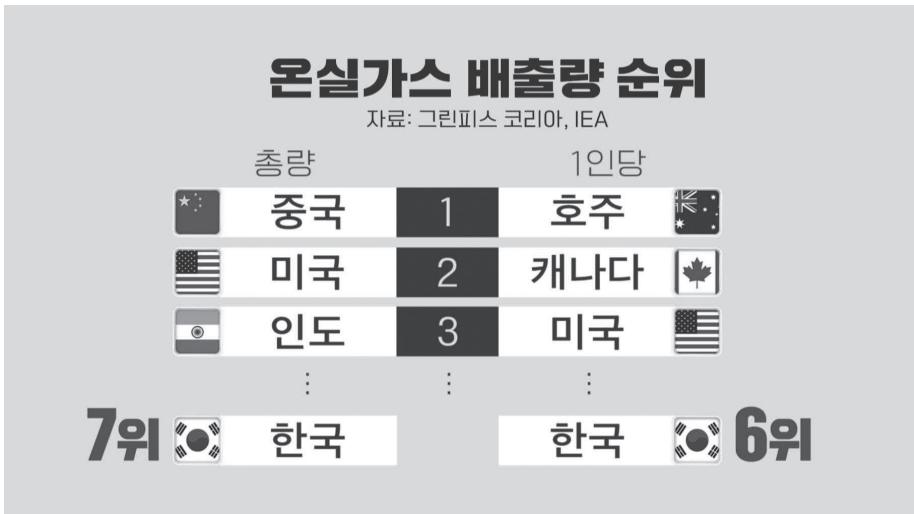 온실가스 배출량 순위
자료: 그린피스 코리아, IEA
총량 1인당
중국 1 호주
미국 2 캐나다
인도 3 미국
⋮ ⋮ ⋮
7위 한국 한국 6위